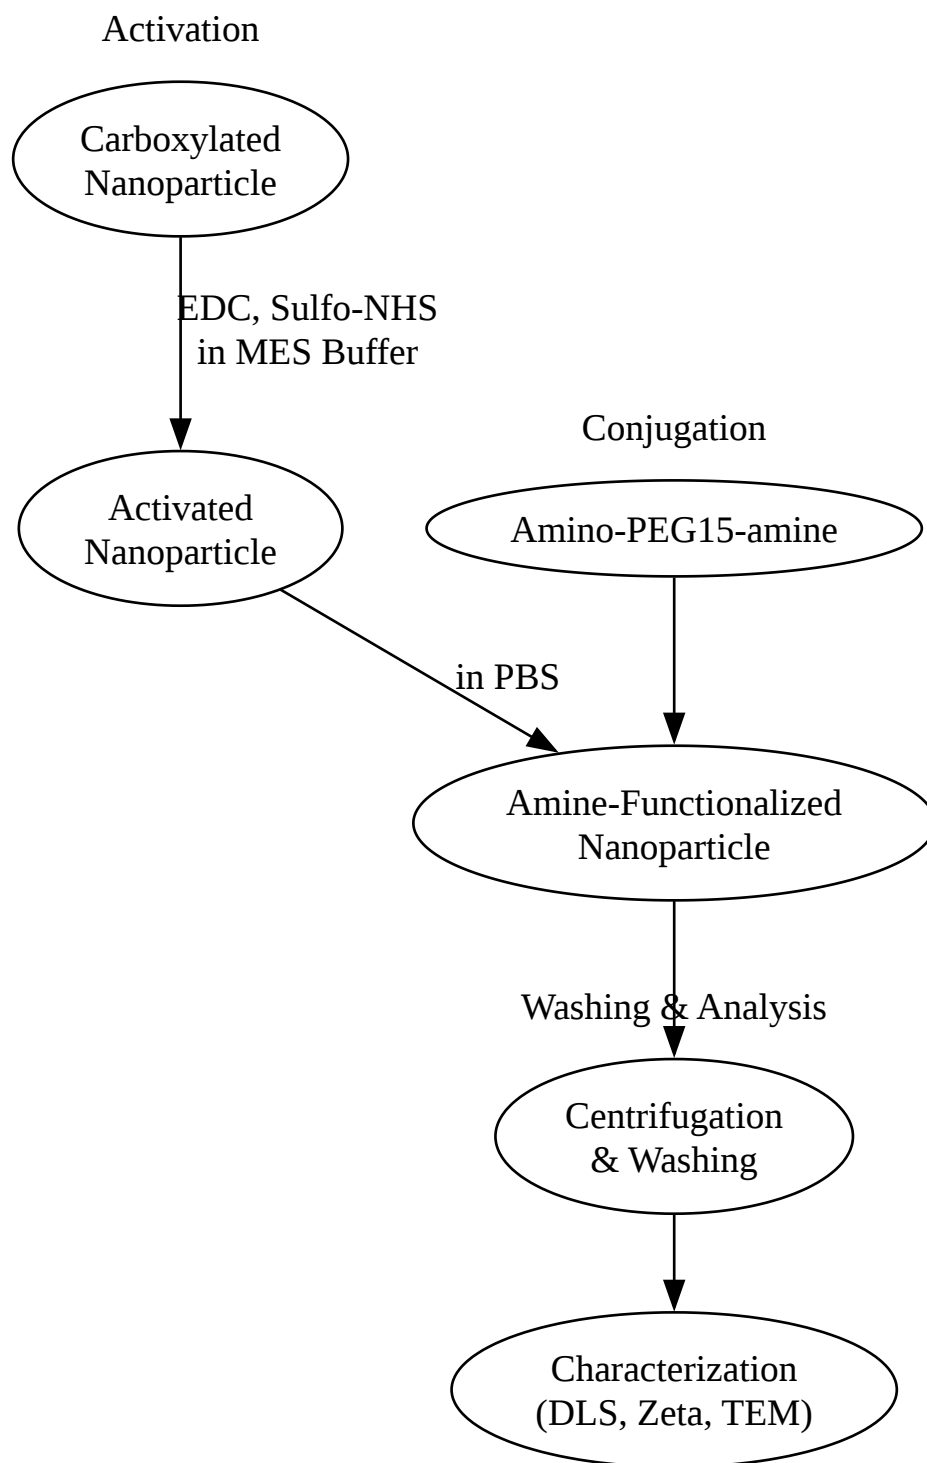 Activation
Carboxylated
Nanoparticle
EDC, Sulfo-NHS
in MES Buffer
Conjugation
Activated
Nanoparticle
Amino-PEG15-amine
in PBS
Amine-Functionalized
Nanoparticle
Washing & Analysis
Centrifugation
& Washing
Characterization
(DLS, Zeta, TEM)